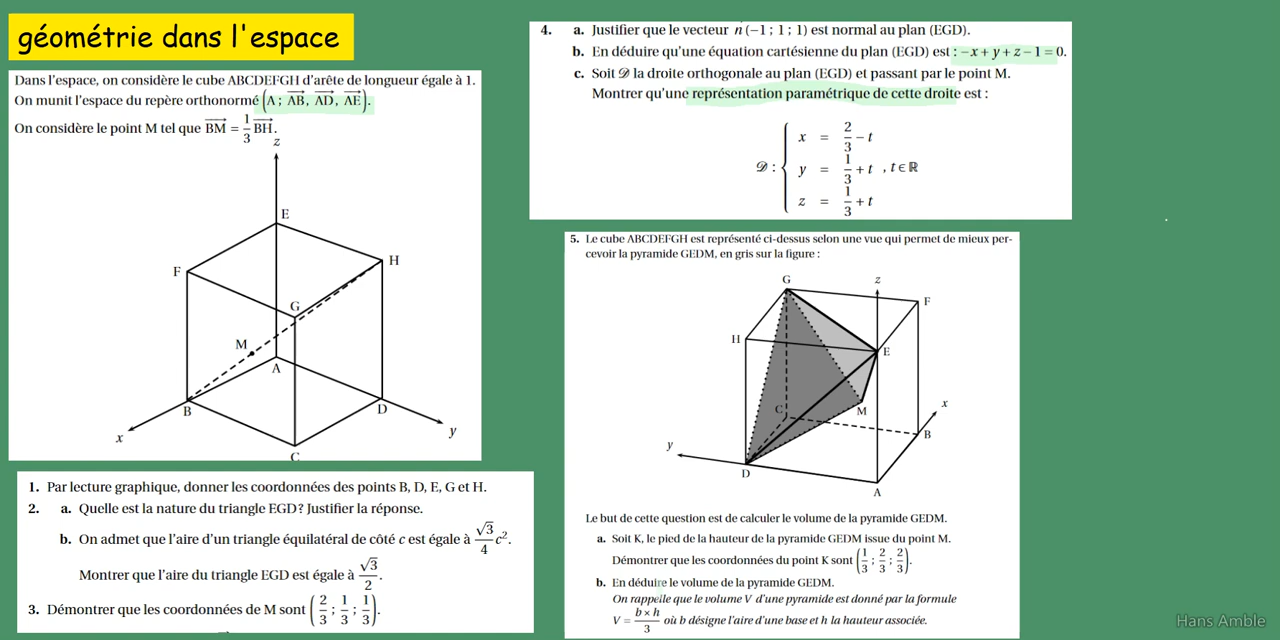 géométrie dans l'espace
Dans l'espace, on considère le cube ABCDEFGH d'arête de longueur égale à 1.
On munit l'espace du repère orthonormé (A ; AB, AD, AE).
On considère le point M tel que BM = 1/3 BH.
z
E
F
H
G
M
A
B
D
x
y
C
1. Par lecture graphique, donner les coordonnées des points B, D, E, G et H.
2. a. Quelle est la nature du triangle EGD ? Justifier la réponse.
b. On admet que l'aire d'un triangle équilatéral de côté c est égale à √3/4 c².
Montrer que l'aire du triangle EGD est égale à √3/2.
3. Démontrer que les coordonnées de M sont (2/3 ; 1/3 ; 1/3).
4. a. Justifier que le vecteur n(−1 ; 1 ; 1) est normal au plan (EGD).
b. En déduire qu'une équation cartésienne du plan (EGD) est : −x + y + z − 1 = 0.
c. Soit 𝒟 la droite orthogonale au plan (EGD) et passant par le point M.
Montrer qu'une représentation paramétrique de cette droite est :
𝒟 : { x = 2/3 − t
y = 1/3 + t , t ∈ ℝ
z = 1/3 + t
5. Le cube ABCDEFGH est représenté ci-dessus selon une vue qui permet de mieux per-
cevoir la pyramide GEDM, en gris sur la figure :
G
z
F
H
E
C
M
x
B
y
D
A
Le but de cette question est de calculer le volume de la pyramide GEDM.
a. Soit K, le pied de la hauteur de la pyramide GEDM issue du point M.
Démontrer que les coordonnées du point K sont (1/3 ; 2/3 ; 2/3).
b. En déduire le volume de la pyramide GEDM.
On rappelle que le volume V d'une pyramide est donné par la formule
V = b × h/3 où b désigne l'aire d'une base et h la hauteur associée.
Hans Amble